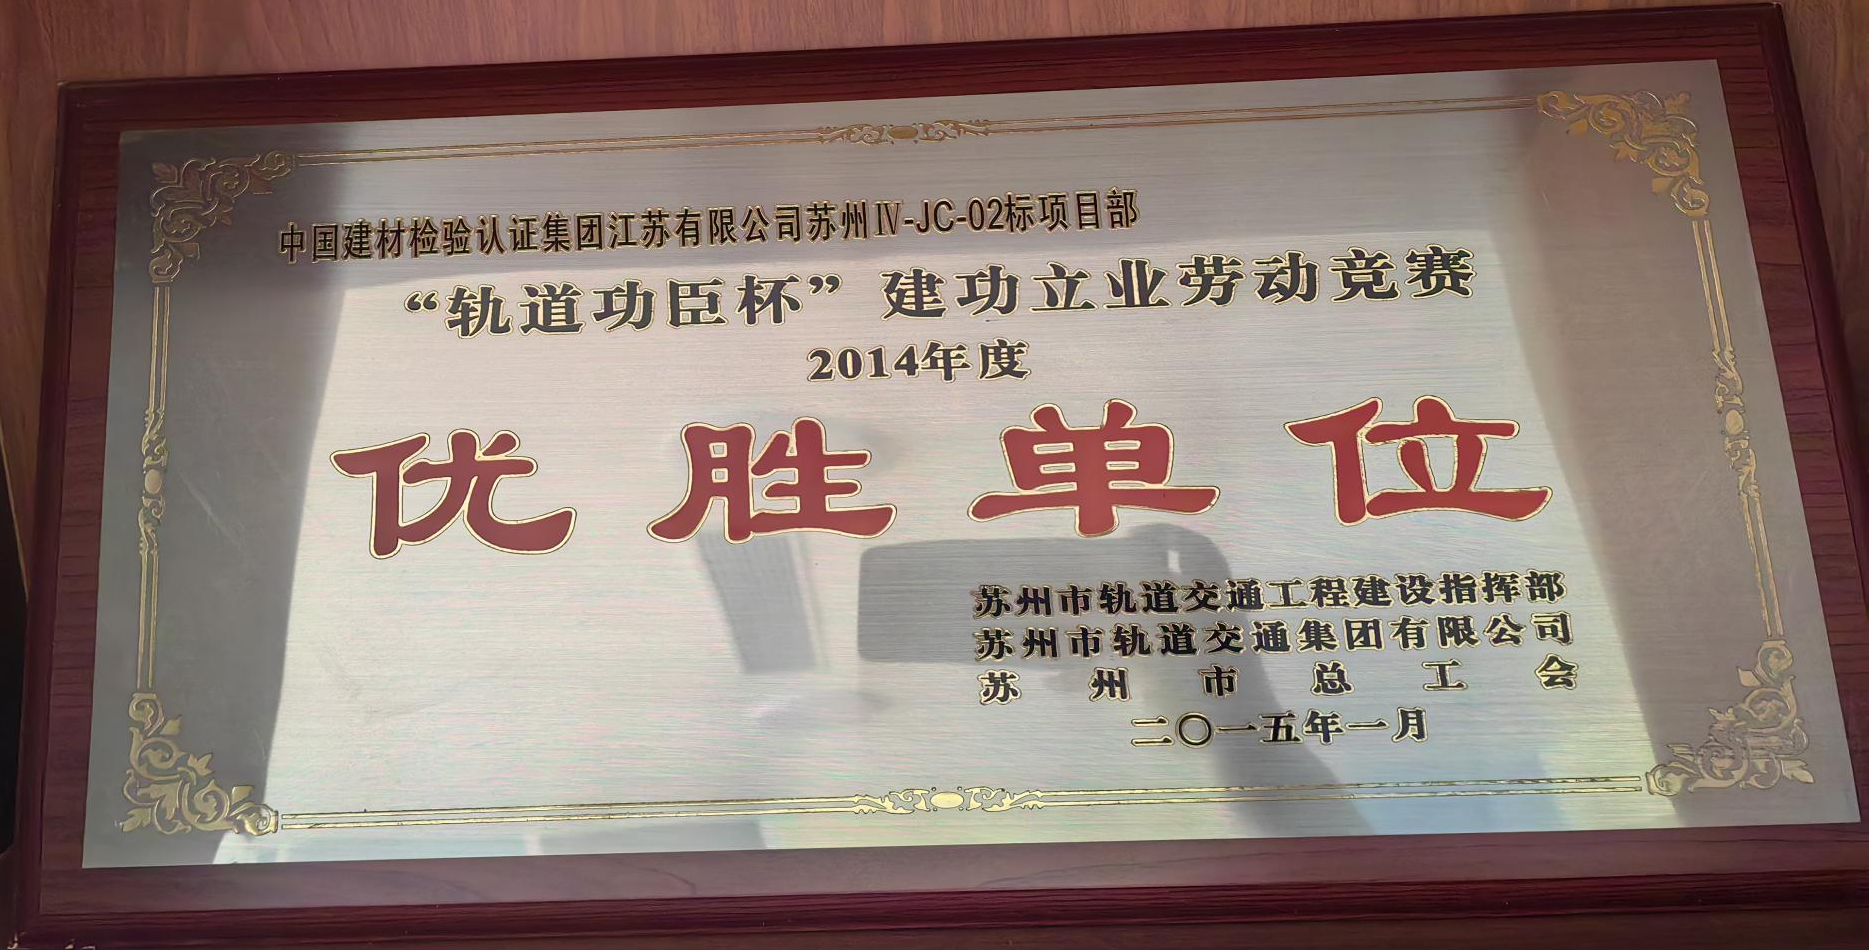 中国建材检验认证集团江苏有限公司苏州Ⅳ-JC-02标项目部
“轨道功臣杯”建功立业劳动竞赛
2014年度
优胜单位
苏州市轨道交通工程建设指挥部
苏州市轨道交通集团有限公司
苏州市总工会
二〇一五年一月